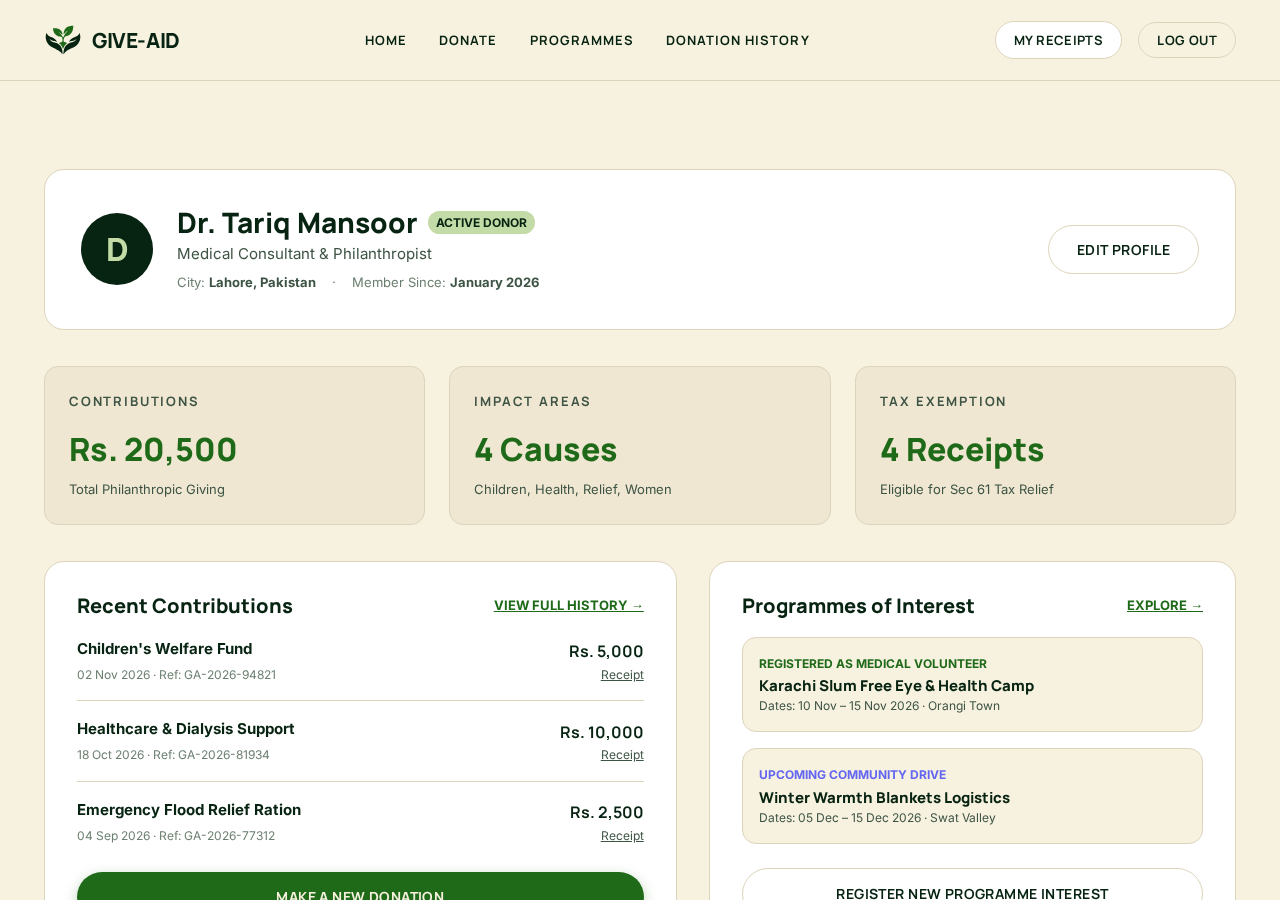 GIVE-AID
HOME DONATE PROGRAMMES DONATION HISTORY
MY RECEIPTS LOG OUT
D
Dr. Tariq Mansoor ACTIVE DONOR
Medical Consultant & Philanthropist
City: Lahore, Pakistan · Member Since: January 2026
EDIT PROFILE
CONTRIBUTIONS
Rs. 20,500
Total Philanthropic Giving
IMPACT AREAS
4 Causes
Children, Health, Relief, Women
TAX EXEMPTION
4 Receipts
Eligible for Sec 61 Tax Relief
Recent Contributions VIEW FULL HISTORY →
Children's Welfare Fund Rs. 5,000
02 Nov 2026 · Ref: GA-2026-94821 Receipt
Healthcare & Dialysis Support Rs. 10,000
18 Oct 2026 · Ref: GA-2026-81934 Receipt
Emergency Flood Relief Ration Rs. 2,500
04 Sep 2026 · Ref: GA-2026-77312 Receipt
MAKE A NEW DONATION
Programmes of Interest EXPLORE →
REGISTERED AS MEDICAL VOLUNTEER
Karachi Slum Free Eye & Health Camp
Dates: 10 Nov – 15 Nov 2026 · Orangi Town
UPCOMING COMMUNITY DRIVE
Winter Warmth Blankets Logistics
Dates: 05 Dec – 15 Dec 2026 · Swat Valley
REGISTER NEW PROGRAMME INTEREST